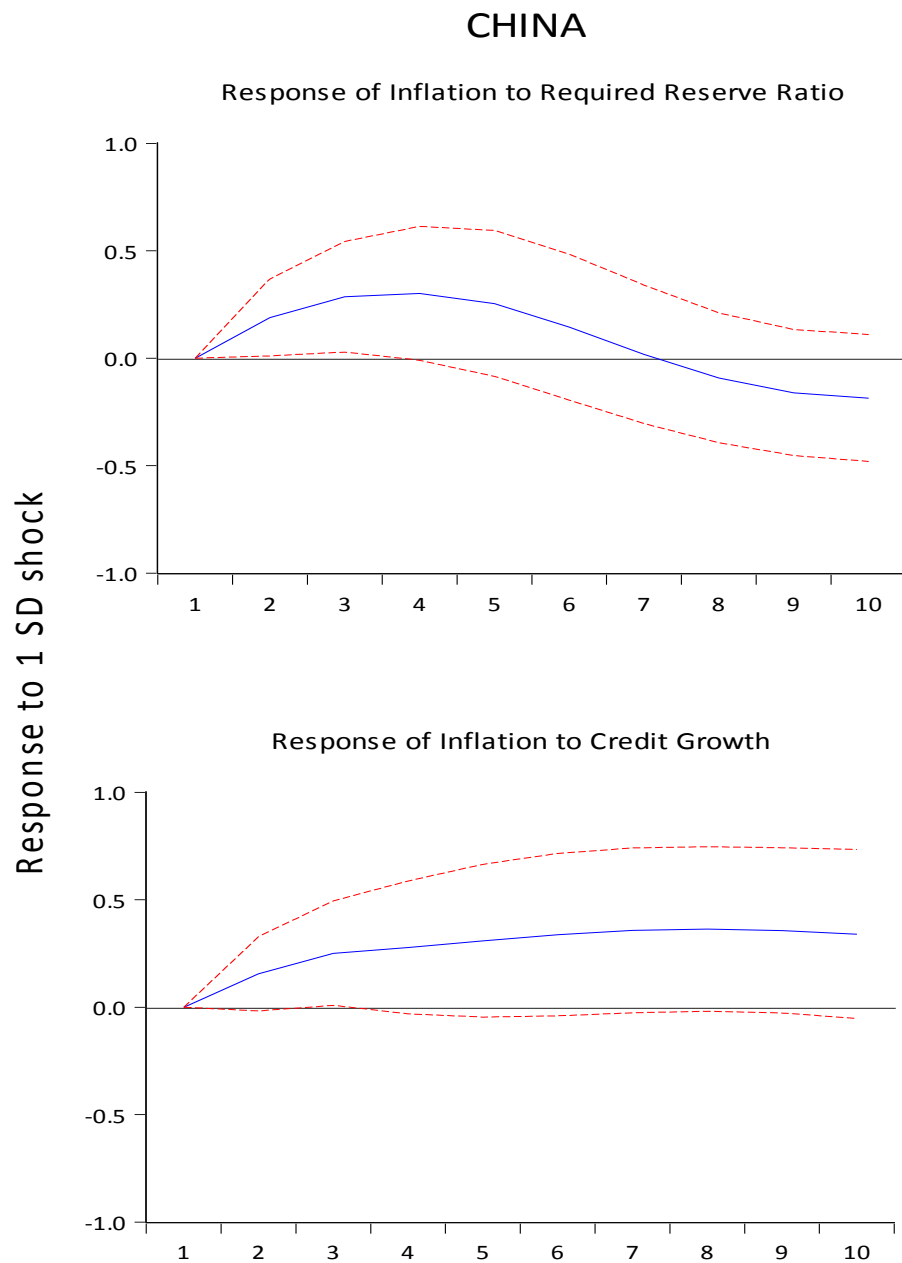 CHINA
Response of Inflation to Required Reserve Ratio
1.0
0.5
0.0
-0.5
-1.0
1 2 3 4 5 6 7 8 9 10
Response to 1 SD shock
Response of Inflation to Credit Growth
1.0
0.5
0.0
-0.5
-1.0
1 2 3 4 5 6 7 8 9 10